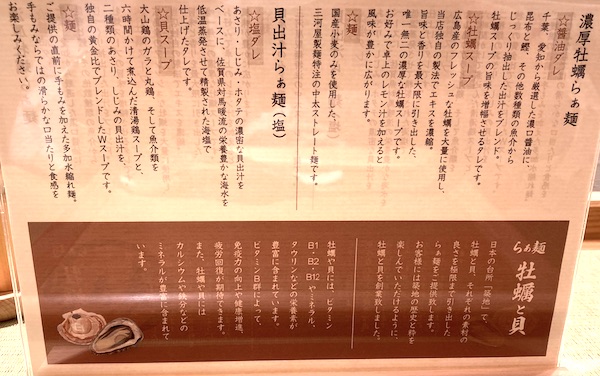 濃厚牡蠣らぁ麺
☆醤油ダレ
千葉、愛知から厳選した濃口醤油に、
昆布と鰹、その他数種類の魚介から
じっくり抽出した出汁をブレンド。
牡蠣スープの旨味を増幅させるタレです。
☆牡蠣スープ
広島産のフレッシュな牡蠣を大量に使用し、
当店独自の製法でエキスを濃縮。
旨味と香りを最大限に引き出した、
唯一無二の濃厚な牡蠣スープです。
お好みで卓上のレモン汁を加えると
風味が豊かに広がります。
☆麺
国産小麦のみを使用した、
三河屋製麺特注の中太ストレート麺です。
貝出汁らぁ麺(塩)
☆塩ダレ
あさり・しじみ・ホタテの濃密な貝出汁を
ベースに、佐賀県対馬暖流の栄養豊かな海水を
低温蒸発させて精製された海塩で
仕上げたタレです。
☆貝スープ
大山鶏のガラと丸鶏、そして魚介類を
六時間かけて煮込んだ清湯鶏スープと、
二種類のあさり、しじみの貝出汁を、
独自の黄金比でブレンドしたWスープです。
☆麺
ご提供の直前に手もみを加えた多加水縮れ麺。
手もみならではの滑らかな口当たりと食感を
お楽しみください。
らぁ麺 牡蠣と貝
日本の台所「築地」で
牡蠣と貝、それぞれの素材の
良さを極限まで引き出した
らぁ麺をご提供致します。
お客様には築地の歴史と粋を
楽しんでいただけるように、
牡蠣と貝を創業致しました。
牡蠣や貝には、ビタミン
B1・B2・B12やミネラル、
タウリンなどの栄養素が
豊富に含まれています。
ビタミンB群によって、
免疫力の向上や健康増進、
疲労回復が期待できます。
また、牡蠣や貝には
カルシウムや鉄分などの
ミネラルが豊富に含まれて
います。